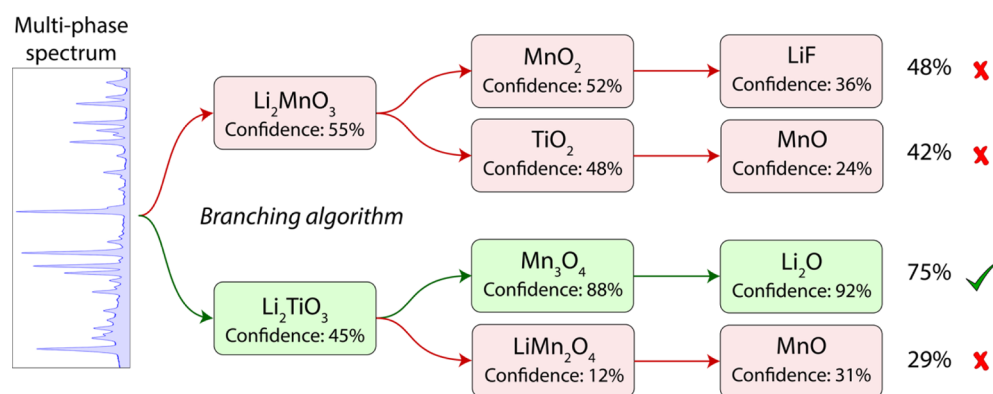 Multi-phase
spectrum
Li₂MnO₃
Confidence: 55%
MnO₂
Confidence: 52%
LiF
Confidence: 36%
48%
TiO₂
Confidence: 48%
MnO
Confidence: 24%
42%
Branching algorithm
Li₂TiO₃
Confidence: 45%
Mn₃O₄
Confidence: 88%
Li₂O
Confidence: 92%
75%
LiMn₂O₄
Confidence: 12%
MnO
Confidence: 31%
29%